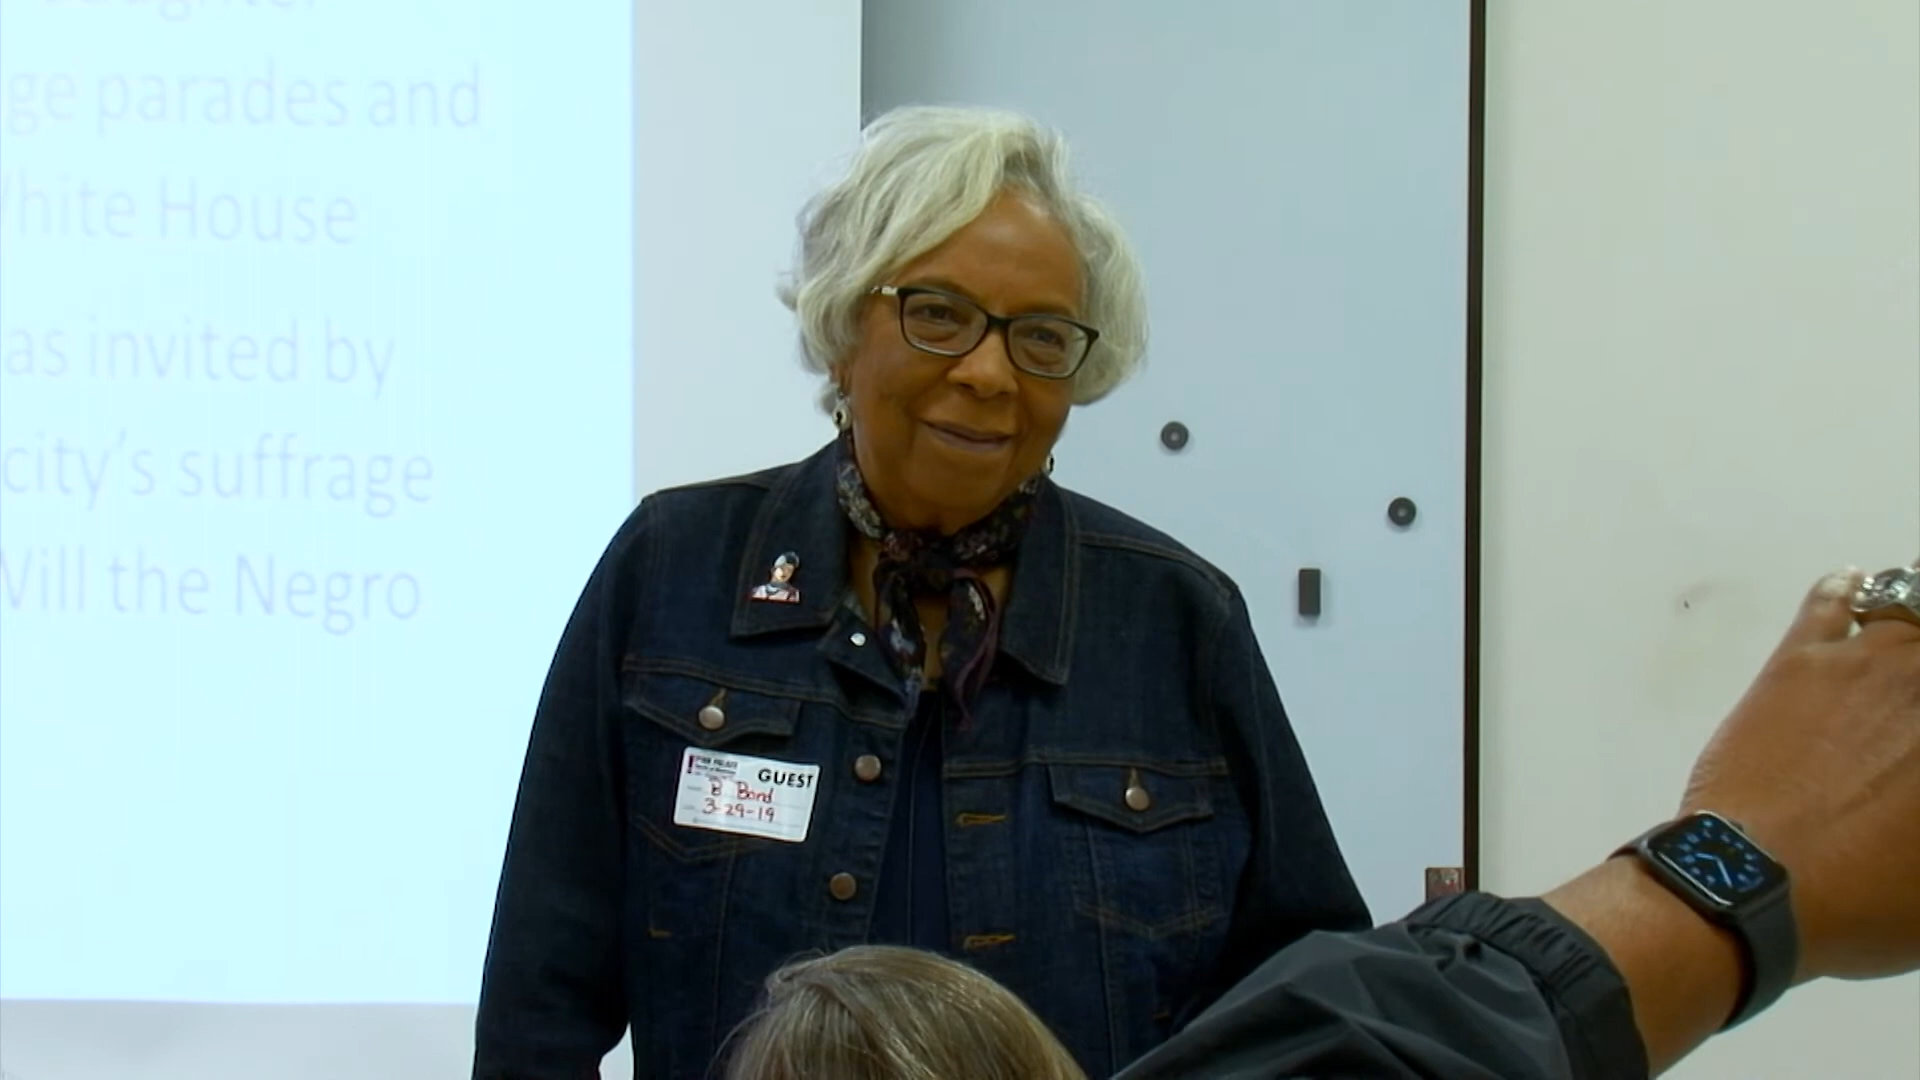 ge parades and
White House
as invited by
city's suffrage
Will the Negro
GUEST
B Bond
3-29-19